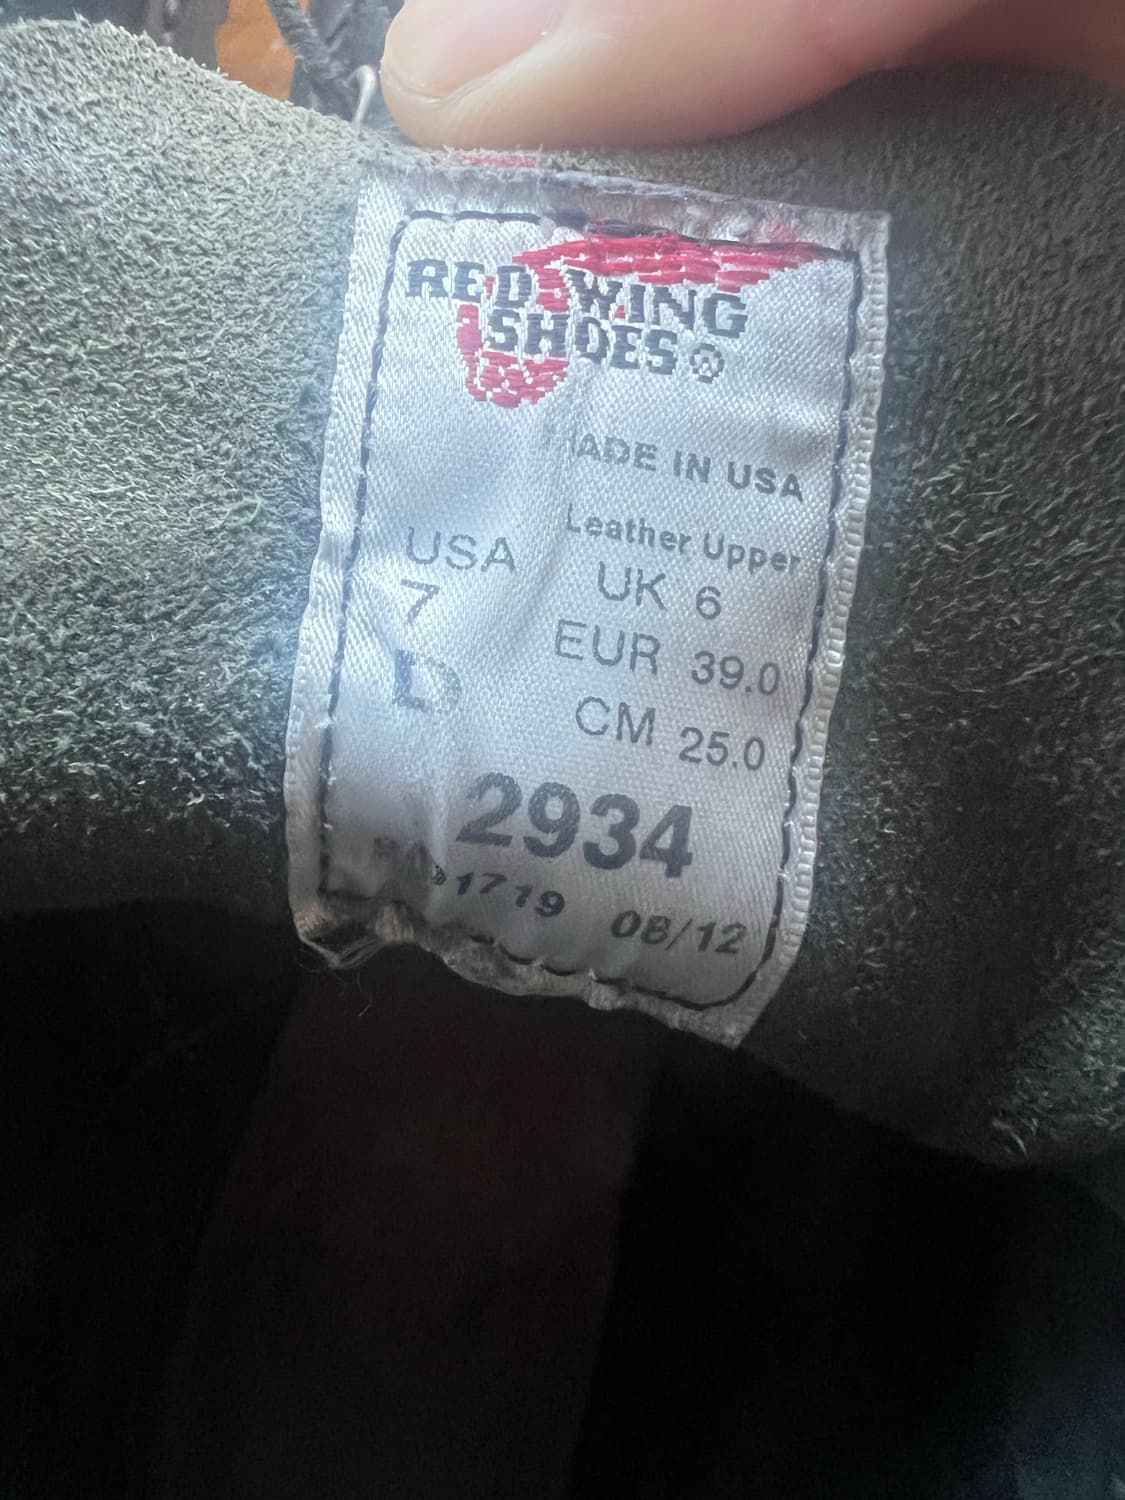 RED WING
SHOES®
MADE IN USA
Leather Upper
USA
7
D
UK 6
EUR 39.0
CM 25.0
2934
1719 08/12